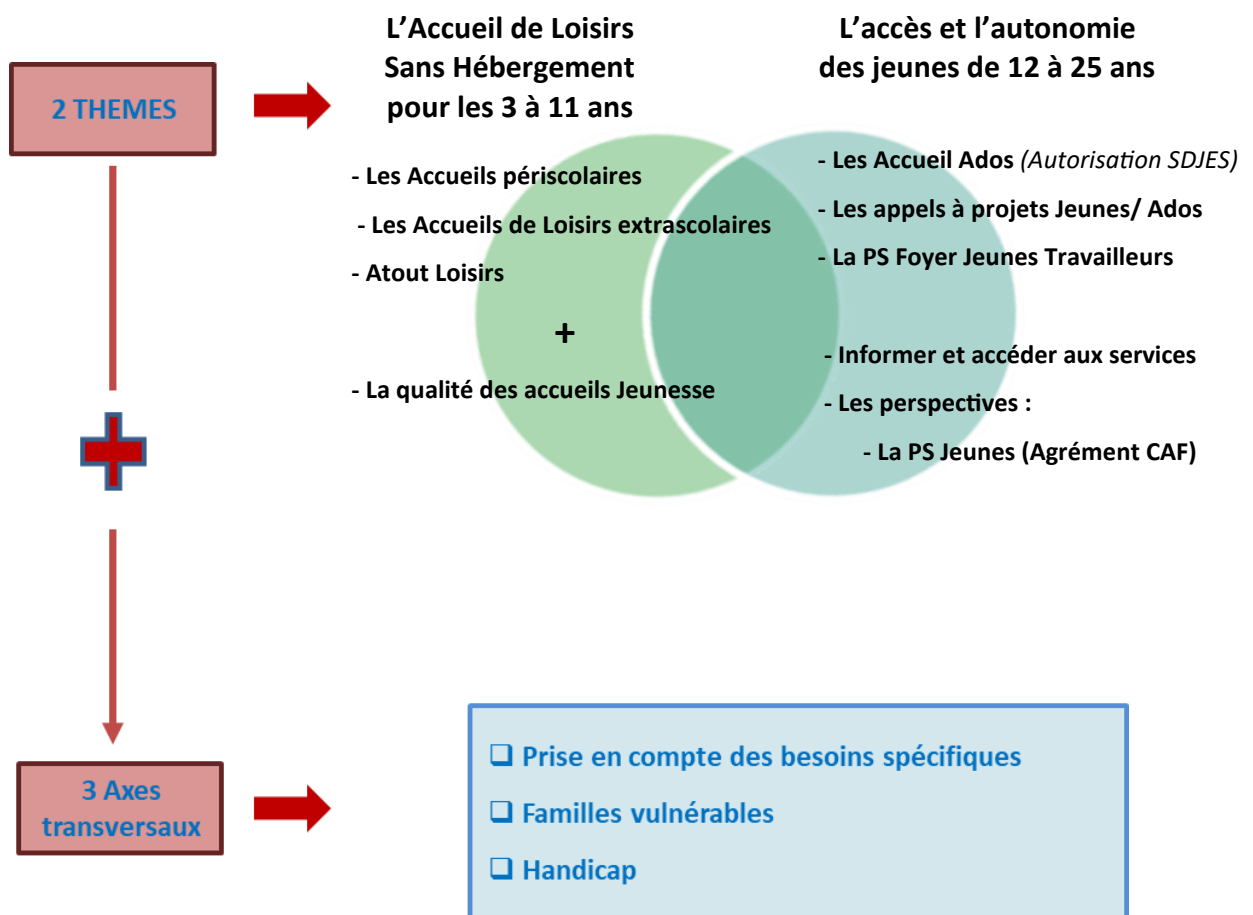 2 THEMES
L’Accueil de Loisirs
Sans Hébergement
pour les 3 à 11 ans
- Les Accueils périscolaires
- Les Accueils de Loisirs extrascolaires
- Atout Loisirs
+
- La qualité des accueils Jeunesse
L’accès et l’autonomie
des jeunes de 12 à 25 ans
- Les Accueil Ados (Autorisation SDJES)
- Les appels à projets Jeunes/ Ados
- La PS Foyer Jeunes Travailleurs
- Informer et accéder aux services
- Les perspectives :
- La PS Jeunes (Agrément CAF)
3 Axes
transversaux
❑ Prise en compte des besoins spécifiques
❑ Familles vulnérables
❑ Handicap